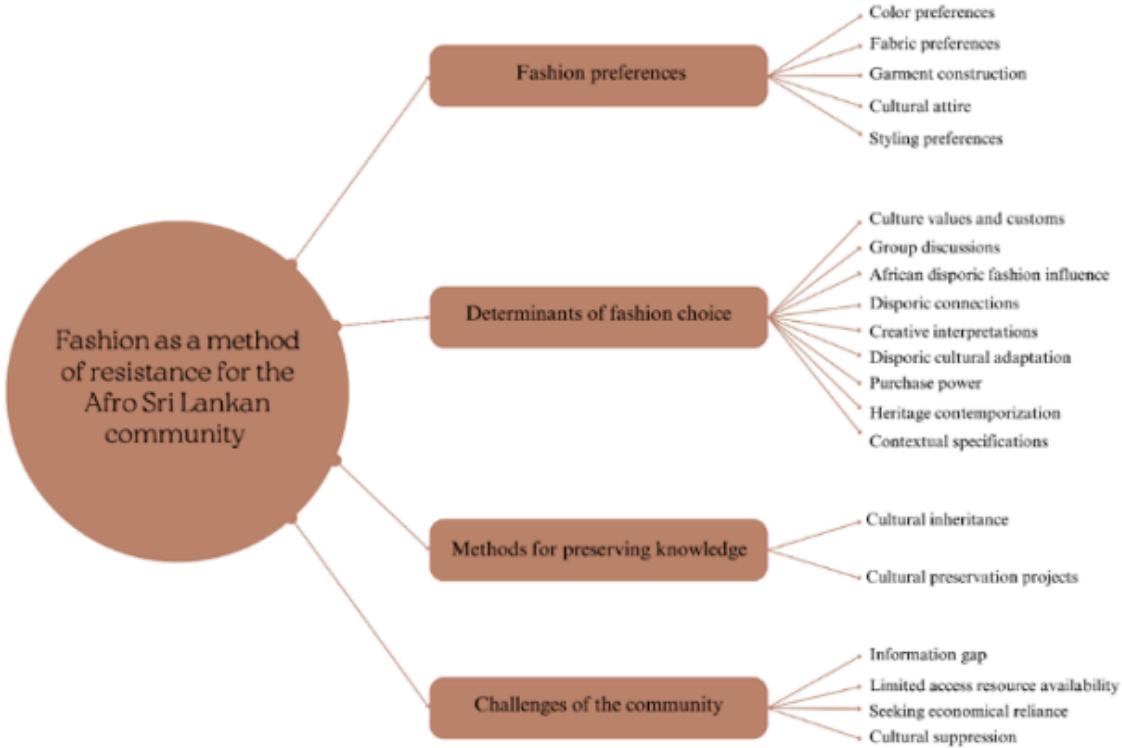 Fashion as a method
of resistance for the
Afro Sri Lankan
community
Fashion preferences
Color preferences
Fabric preferences
Garment construction
Cultural attire
Styling preferences
Determinants of fashion choice
Culture values and customs
Group discussions
African disporic fashion influence
Disporic connections
Creative interpretations
Disporic cultural adaptation
Purchase power
Heritage contemporization
Contextual specifications
Methods for preserving knowledge
Cultural inheritance
Cultural preservation projects
Challenges of the community
Information gap
Limited access resource availability
Seeking economical reliance
Cultural suppression